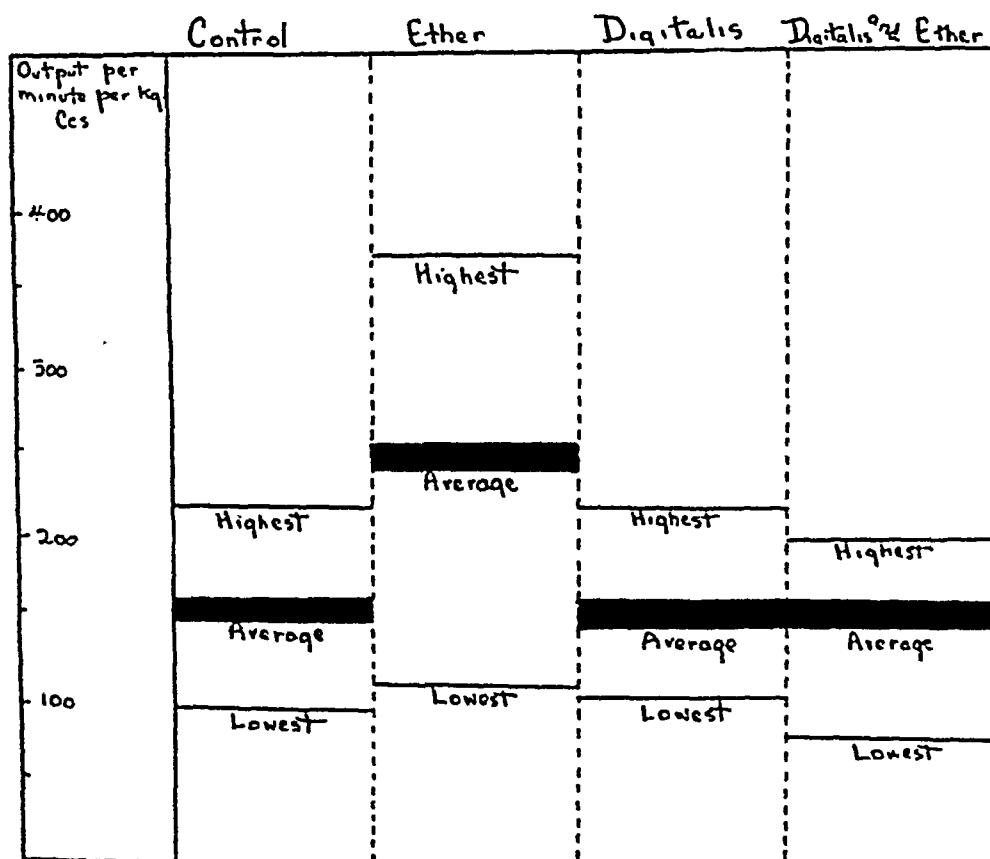 Control
Ether
Digitalis
Digitalis & Ether
Output per
minute per Kg
Ccs
400
300
200
100
Highest
Average
Lowest
Highest
Average
Lowest
Highest
Average
Lowest
Highest
Average
Lowest